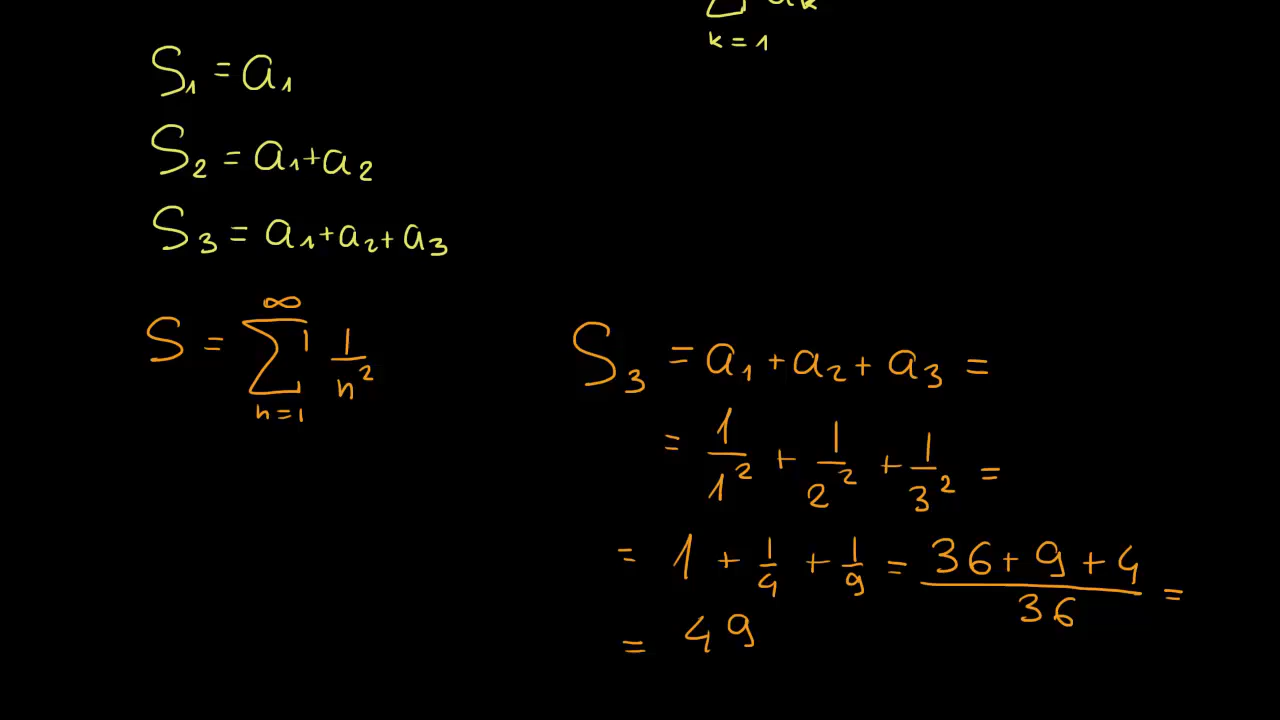 ∑ aₖ
k = 1
S₁ = a₁
S₂ = a₁+a₂
S₃ = a₁+a₂+a₃
S = ∑_{n=1}^{∞} 1/n²
S₃ = a₁ + a₂ + a₃ =
= 1/1² + 1/2² + 1/3² =
= 1 + 1/4 + 1/9 = (36 + 9 + 4)/36 =
= 49